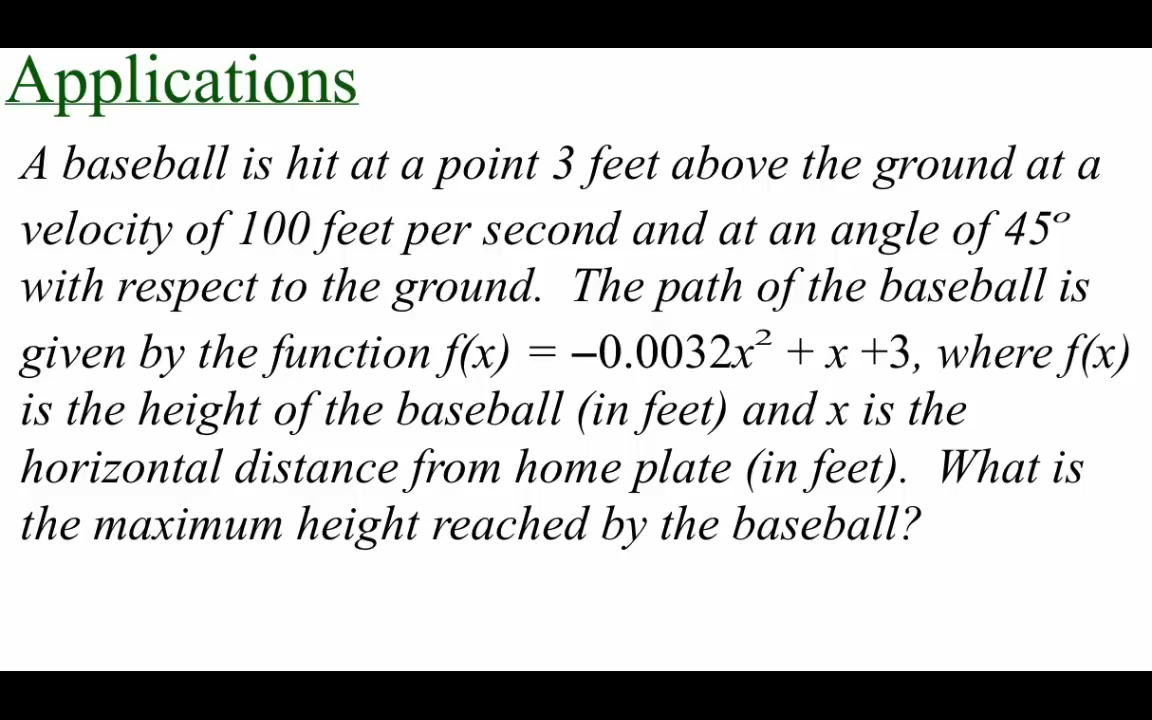 Applications
A baseball is hit at a point 3 feet above the ground at a
velocity of 100 feet per second and at an angle of 45º
with respect to the ground.  The path of the baseball is
given by the function f(x) = –0.0032x² + x +3, where f(x)
is the height of the baseball (in feet) and x is the
horizontal distance from home plate (in feet).  What is
the maximum height reached by the baseball?